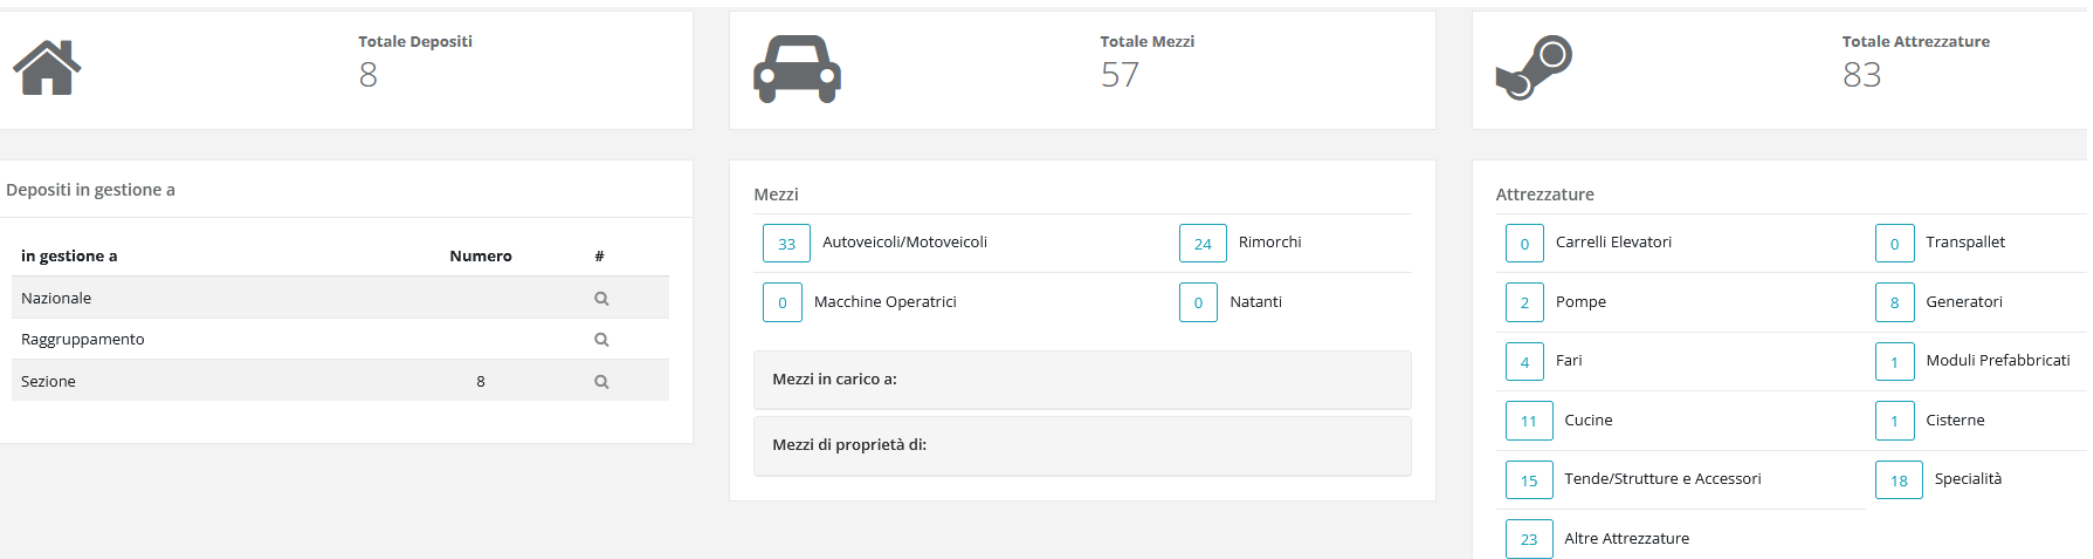 Totale Depositi
8
Totale Mezzi
57
Totale Attrezzature
83
Depositi in gestione a
in gestione a Numero #
Nazionale
Raggruppamento
Sezione 8
Mezzi
33 Autoveicoli/Motoveicoli 24 Rimorchi
0 Macchine Operatrici 0 Natanti
Mezzi in carico a:
Mezzi di proprietà di:
Attrezzature
0 Carrelli Elevatori 0 Transpallet
2 Pompe 8 Generatori
4 Fari 1 Moduli Prefabbricati
11 Cucine 1 Cisterne
15 Tende/Strutture e Accessori 18 Specialità
23 Altre Attrezzature